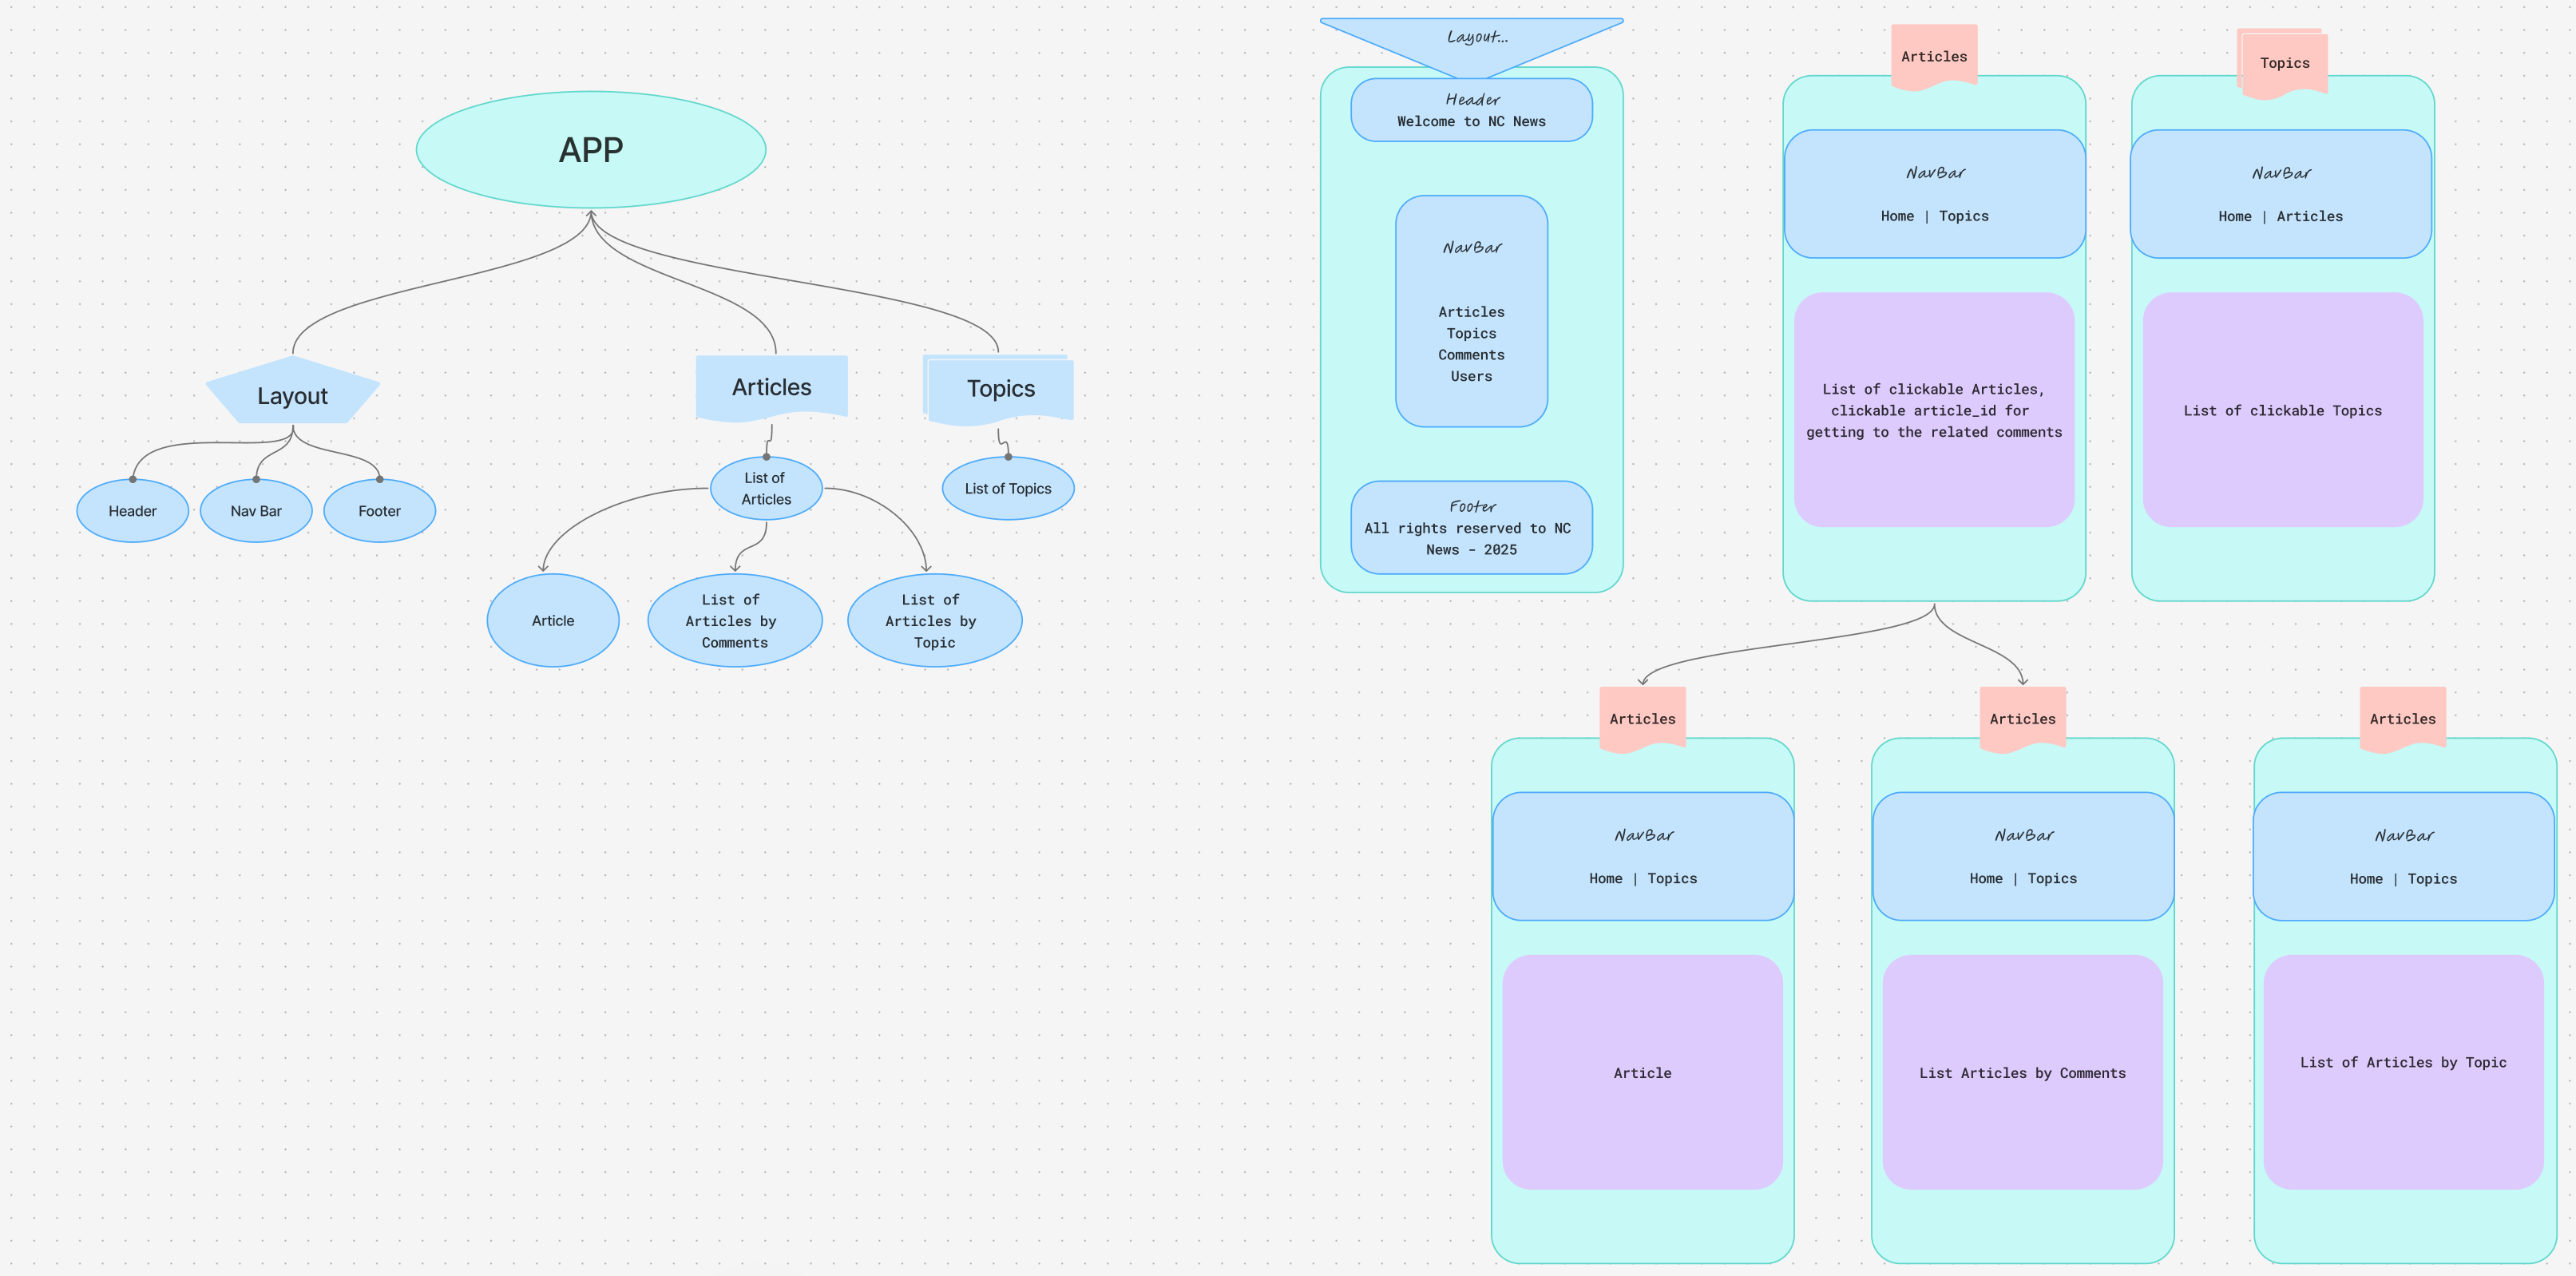 APP
Layout
Articles
Topics
Header
Nav Bar
Footer
List of
Articles
List of Topics
Article
List of
Articles by
Comments
List of
Articles by
Topic
Layout...
Header
Welcome to NC News
NavBar
Articles
Topics
Comments
Users
Footer
All rights reserved to NC
News - 2025
Articles
NavBar
Home | Topics
List of clickable Articles,
clickable article_id for
getting to the related comments
Topics
NavBar
Home | Articles
List of clickable Topics
Articles
NavBar
Home | Topics
Article
Articles
NavBar
Home | Topics
List Articles by Comments
Articles
NavBar
Home | Topics
List of Articles by Topic